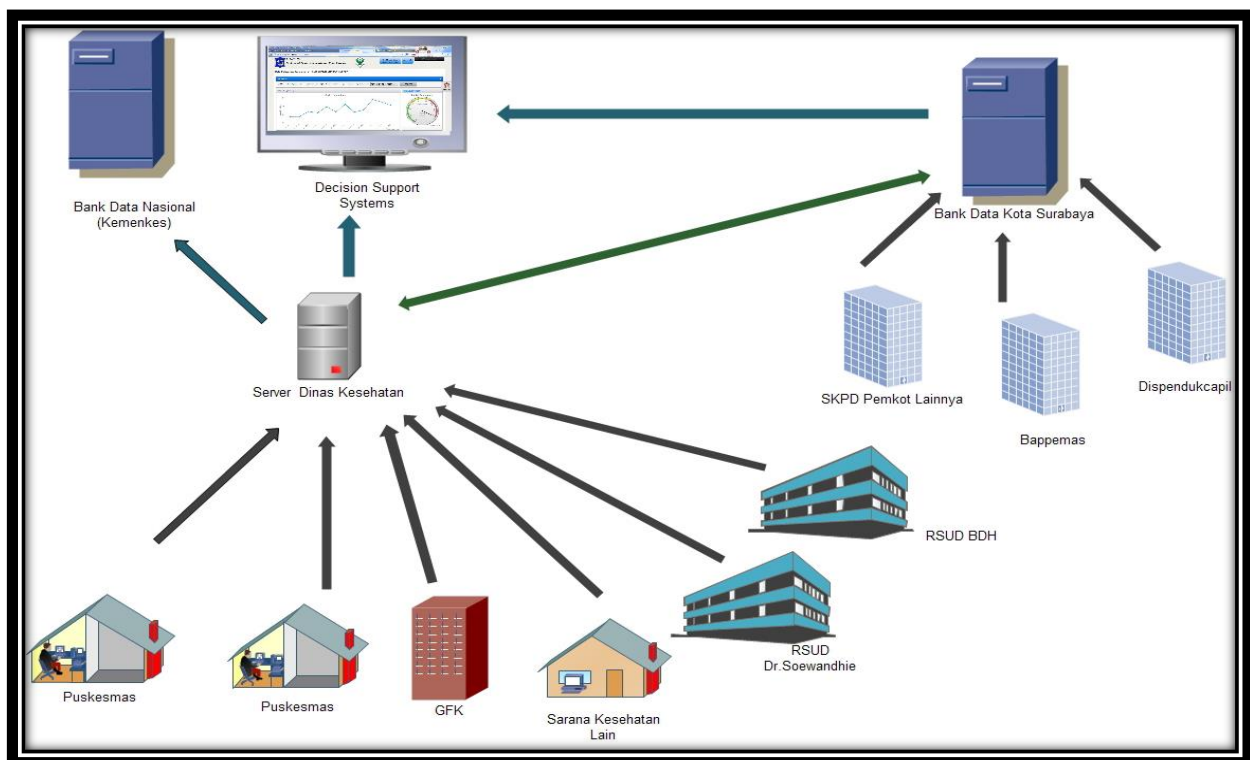 Decision Support
Systems
Bank Data Nasional
(Kemenkes)
Bank Data Kota Surabaya
Server Dinas Kesehatan
SKPD Pemkot Lainnya
Dispendukcapil
Bappemas
RSUD BDH
RSUD
Dr.Soewandhie
Puskesmas
Puskesmas
GFK
Sarana Kesehatan
Lain